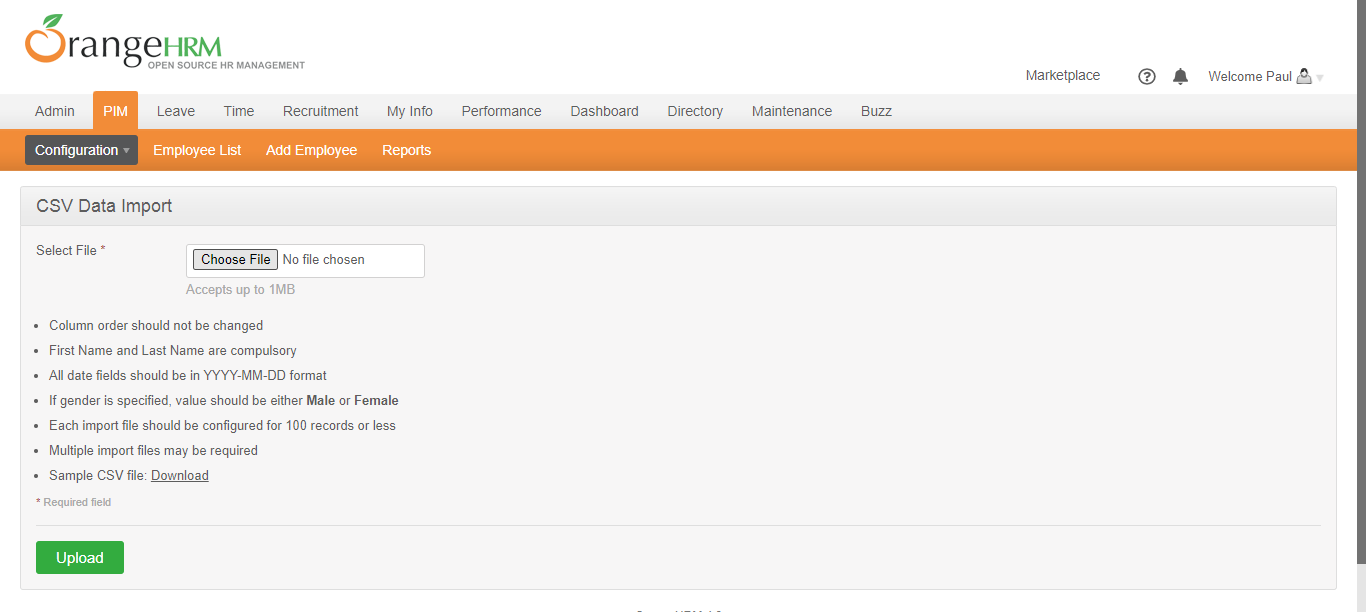 OrangeHRM
OPEN SOURCE HR MANAGEMENT
Marketplace
Welcome Paul
Admin PIM Leave Time Recruitment My Info Performance Dashboard Directory Maintenance Buzz
Configuration Employee List Add Employee Reports
CSV Data Import
Select File *
Choose File No file chosen
Accepts up to 1MB
Column order should not be changed
First Name and Last Name are compulsory
All date fields should be in YYYY-MM-DD format
If gender is specified, value should be either Male or Female
Each import file should be configured for 100 records or less
Multiple import files may be required
Sample CSV file: Download
* Required field
Upload